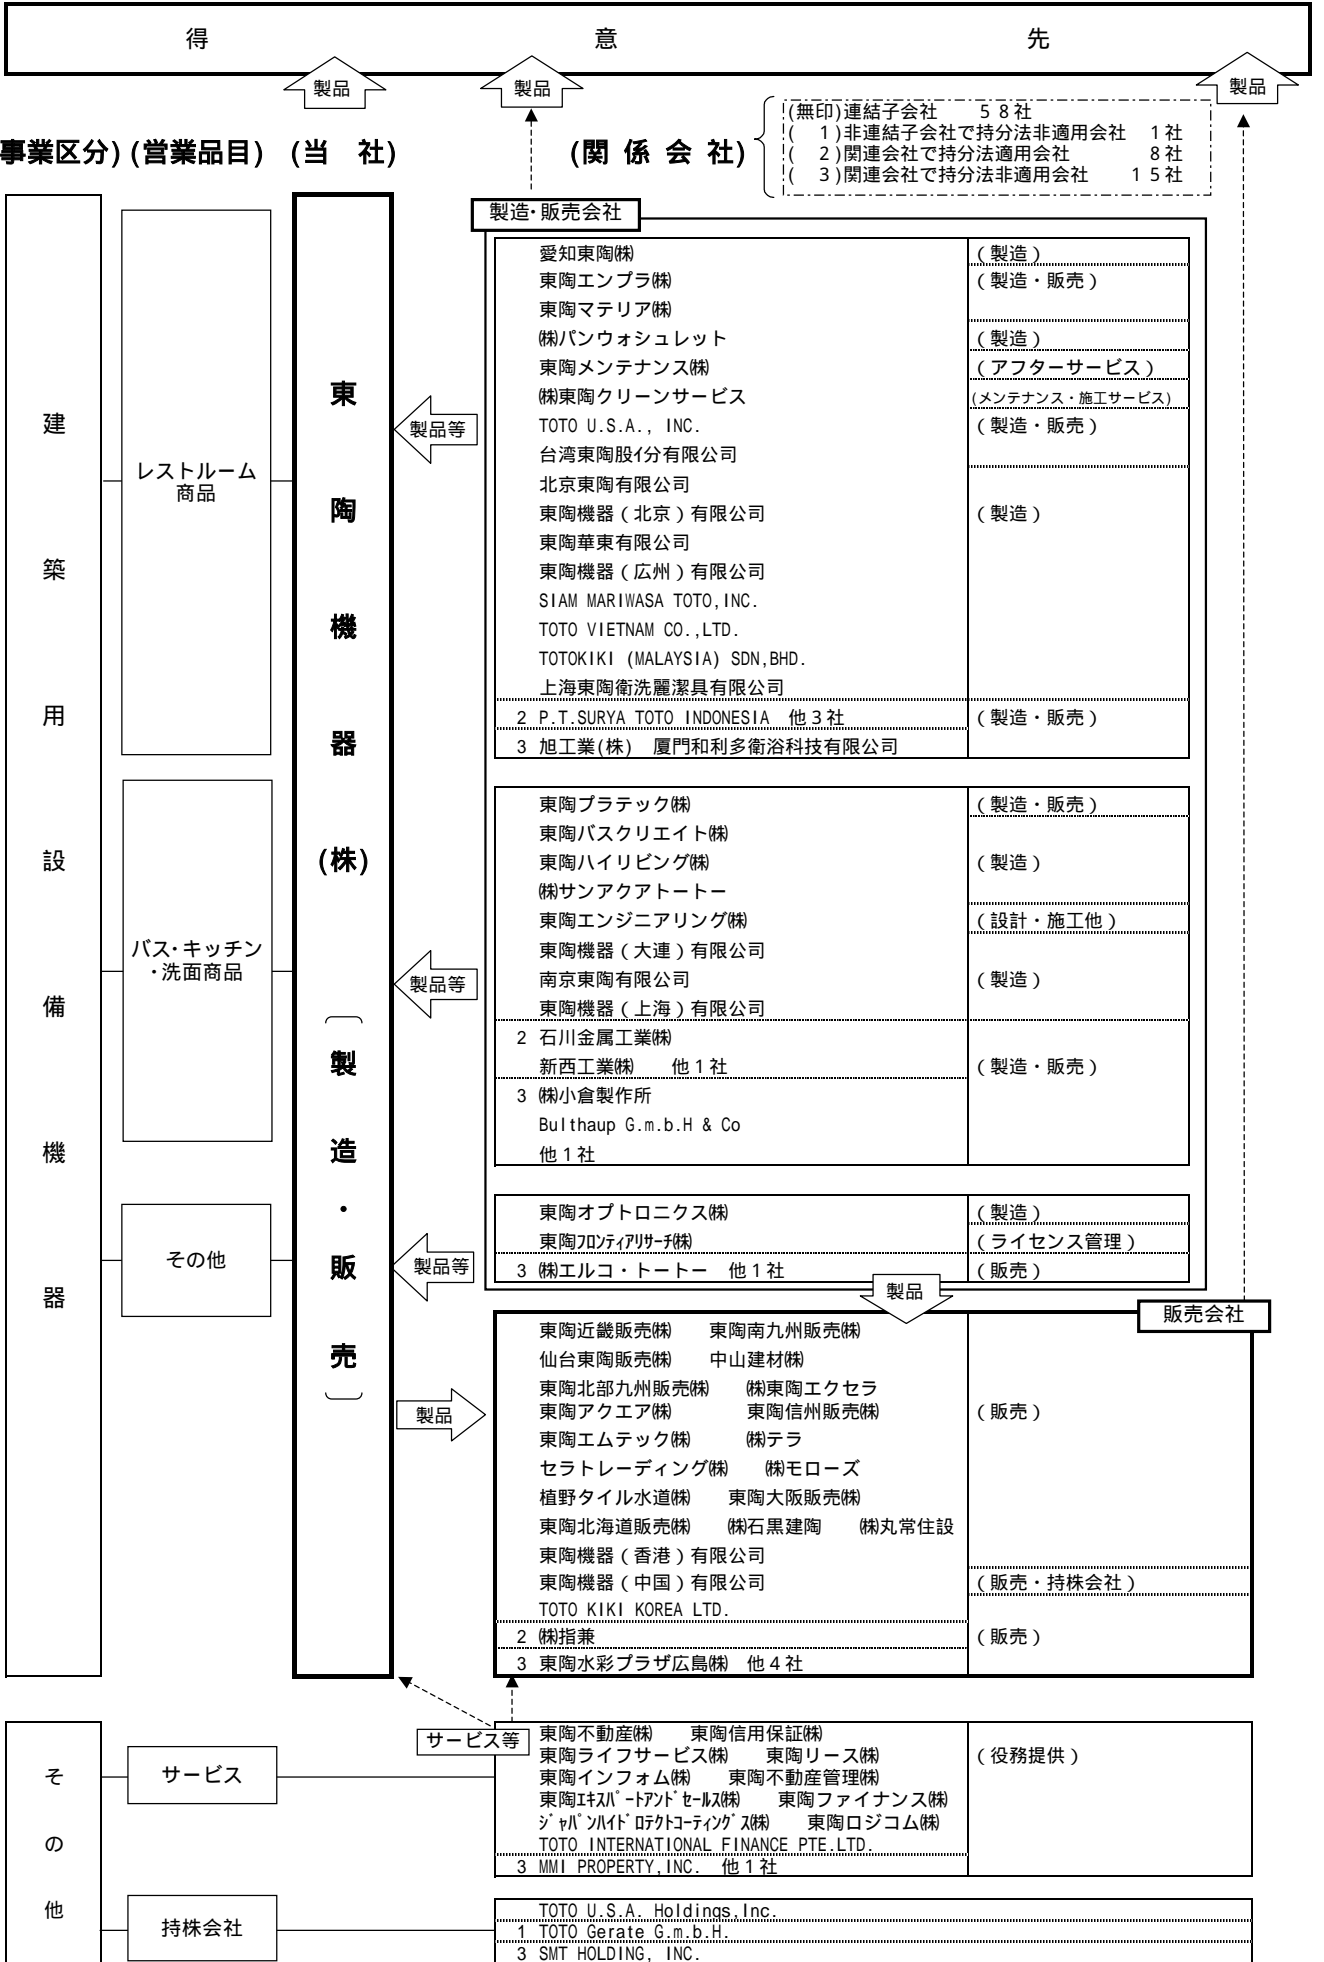 得 意 先
製品 製品 製品
(無印)連結子会社 58社
( 1)非連結子会社で持分法非適用会社 1社
( 2)関連会社で持分法適用会社 8社
( 3)関連会社で持分法非適用会社 15社
事業区分) (営業品目) (当 社) (関 係 会 社)
建築用設備機器
レストルーム
商品
バス・キッチン
・洗面商品
その他
東陶機器(株)
製造・販売
製品等
製品等
製品等
製品
製造・販売会社
愛知東陶㈱ (製造)
東陶エンプラ㈱ (製造・販売)
東陶マテリア㈱
㈱パンウォシュレット (製造)
東陶メンテナンス㈱ (アフターサービス)
㈱東陶クリーンサービス (メンテナンス・施工サービス)
TOTO U.S.A., INC. (製造・販売)
台湾東陶股イ分有限公司
北京東陶有限公司
東陶機器(北京)有限公司 (製造)
東陶華東有限公司
東陶機器(広州)有限公司
SIAM MARIWASA TOTO,INC.
TOTO VIETNAM CO.,LTD.
TOTOKIKI (MALAYSIA) SDN,BHD.
上海東陶衛洗麗潔具有限公司
2 P.T.SURYA TOTO INDONESIA 他3社 (製造・販売)
3 旭工業(株) 厦門和利多衛浴科技有限公司
東陶プラテック㈱ (製造・販売)
東陶バスクリエイト㈱
東陶ハイリビング㈱ (製造)
㈱サンアクアトートー
東陶エンジニアリング㈱ (設計・施工他)
東陶機器(大連)有限公司
南京東陶有限公司 (製造)
東陶機器(上海)有限公司
2 石川金属工業㈱
新西工業㈱ 他1社 (製造・販売)
3 ㈱小倉製作所
Bulthaup G.m.b.H & Co
他1社
東陶オプトロニクス㈱ (製造)
東陶ﾌﾛﾝﾃｨｱﾘｻｰﾁ㈱ (ライセンス管理)
3 ㈱エルコ・トートー 他1社 (販売)
製品
販売会社
東陶近畿販売㈱ 東陶南九州販売㈱
仙台東陶販売㈱ 中山建材㈱
東陶北部九州販売㈱ ㈱東陶エクセラ
東陶アクエア㈱ 東陶信州販売㈱ (販売)
東陶エムテック㈱ ㈱テラ
セラトレーディング㈱ ㈱モローズ
植野タイル水道㈱ 東陶大阪販売㈱
東陶北海道販売㈱ ㈱石黒建陶 ㈱丸常住設
東陶機器(香港)有限公司
東陶機器(中国)有限公司 (販売・持株会社)
TOTO KIKI KOREA LTD.
2 ㈱指兼 (販売)
3 東陶水彩プラザ広島㈱ 他4社
サービス等
その他
サービス
東陶不動産㈱ 東陶信用保証㈱
東陶ライフサービス㈱ 東陶リース㈱ (役務提供)
東陶インフォム㈱ 東陶不動産管理㈱
東陶ｴｷｽﾊﾟｰﾄｱﾝﾄﾞｾｰﾙｽ㈱ 東陶ファイナンス㈱
ｼﾞｬﾊﾟﾝﾊｲﾄﾞﾛﾃｸﾄｺｰﾃｨﾝｸﾞｽ㈱ 東陶ロジコム㈱
TOTO INTERNATIONAL FINANCE PTE.LTD.
3 MMI PROPERTY,INC. 他1社
持株会社
TOTO U.S.A. Holdings,Inc.
1 TOTO Gerate G.m.b.H.
3 SMT HOLDING, INC.